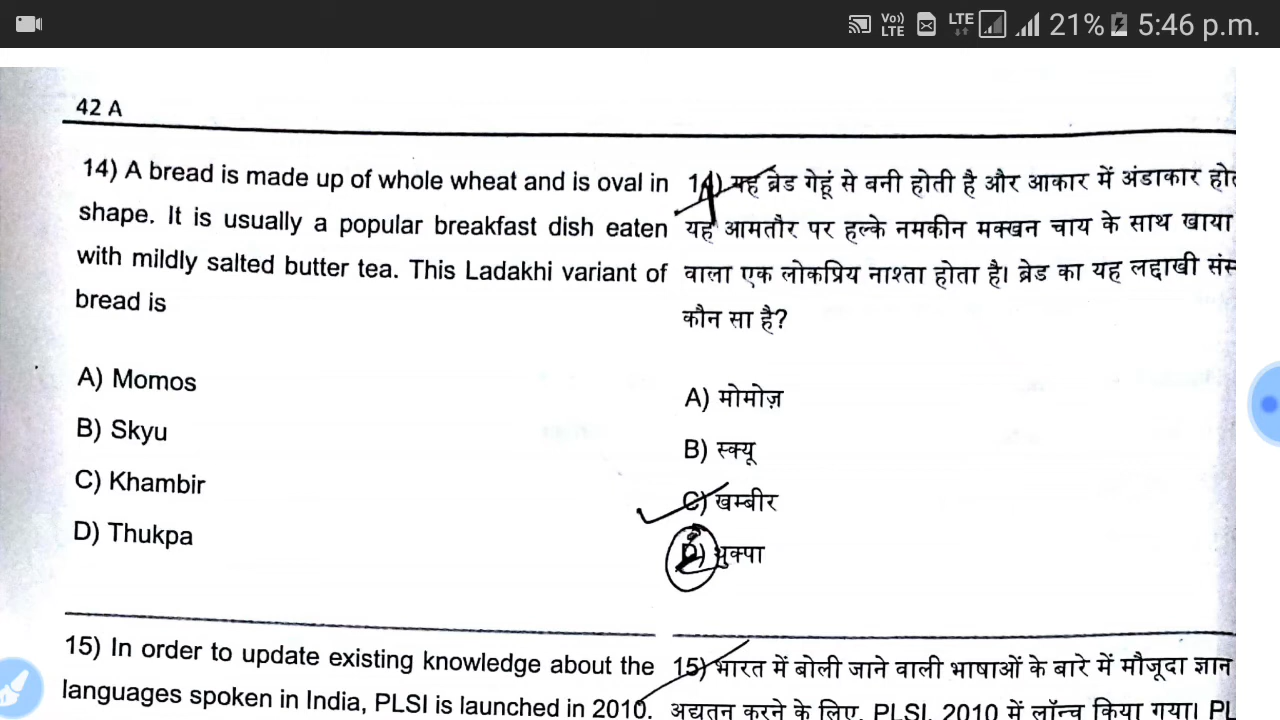 Vo)) LTE LTE 21% 5:46 p.m.
42 A
14) A bread is made up of whole wheat and is oval in
shape. It is usually a popular breakfast dish eaten
with mildly salted butter tea. This Ladakhi variant of
bread is
A) Momos
B) Skyu
C) Khambir
D) Thukpa
14) यह ब्रेड गेहूं से बनी होती है और आकार में अंडाकार
यह आमतौर पर हल्के नमकीन मक्खन चाय के साथ खाया
वाला एक लोकप्रिय नाश्ता होता है। ब्रेड का यह लद्दाखी
कौन सा है?
A) मोमोज़
B) स्क्यू
C) खम्बीर
D) थुक्पा
15) In order to update existing knowledge about the
languages spoken in India, PLSI is launched in 2010.
15) भारत में बोली जाने वाली भाषाओं के बारे में मौजूदा ज्ञान
अद्यतन करने के लिए, PLSI, 2010 में लॉन्च किया गया। PL